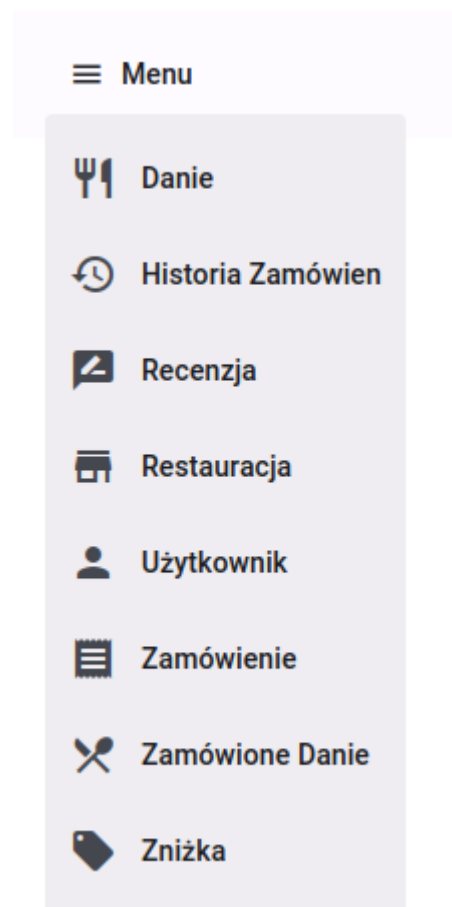 Menu
Danie
Historia Zamówien
Recenzja
Restauracja
Użytkownik
Zamówienie
Zamówione Danie
Zniżka